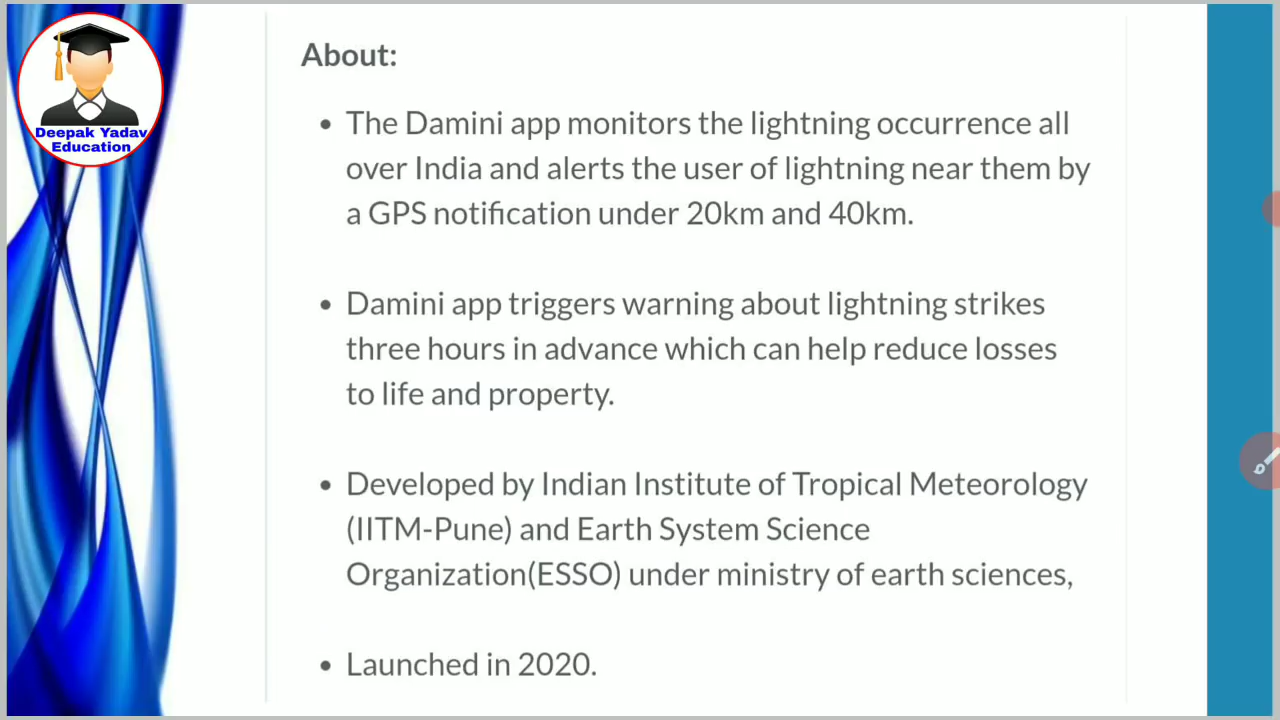 Deepak Yadav
Education
About:
• The Damini app monitors the lightning occurrence all
over India and alerts the user of lightning near them by
a GPS notification under 20km and 40km.
• Damini app triggers warning about lightning strikes
three hours in advance which can help reduce losses
to life and property.
• Developed by Indian Institute of Tropical Meteorology
(IITM-Pune) and Earth System Science
Organization(ESSO) under ministry of earth sciences,
• Launched in 2020.